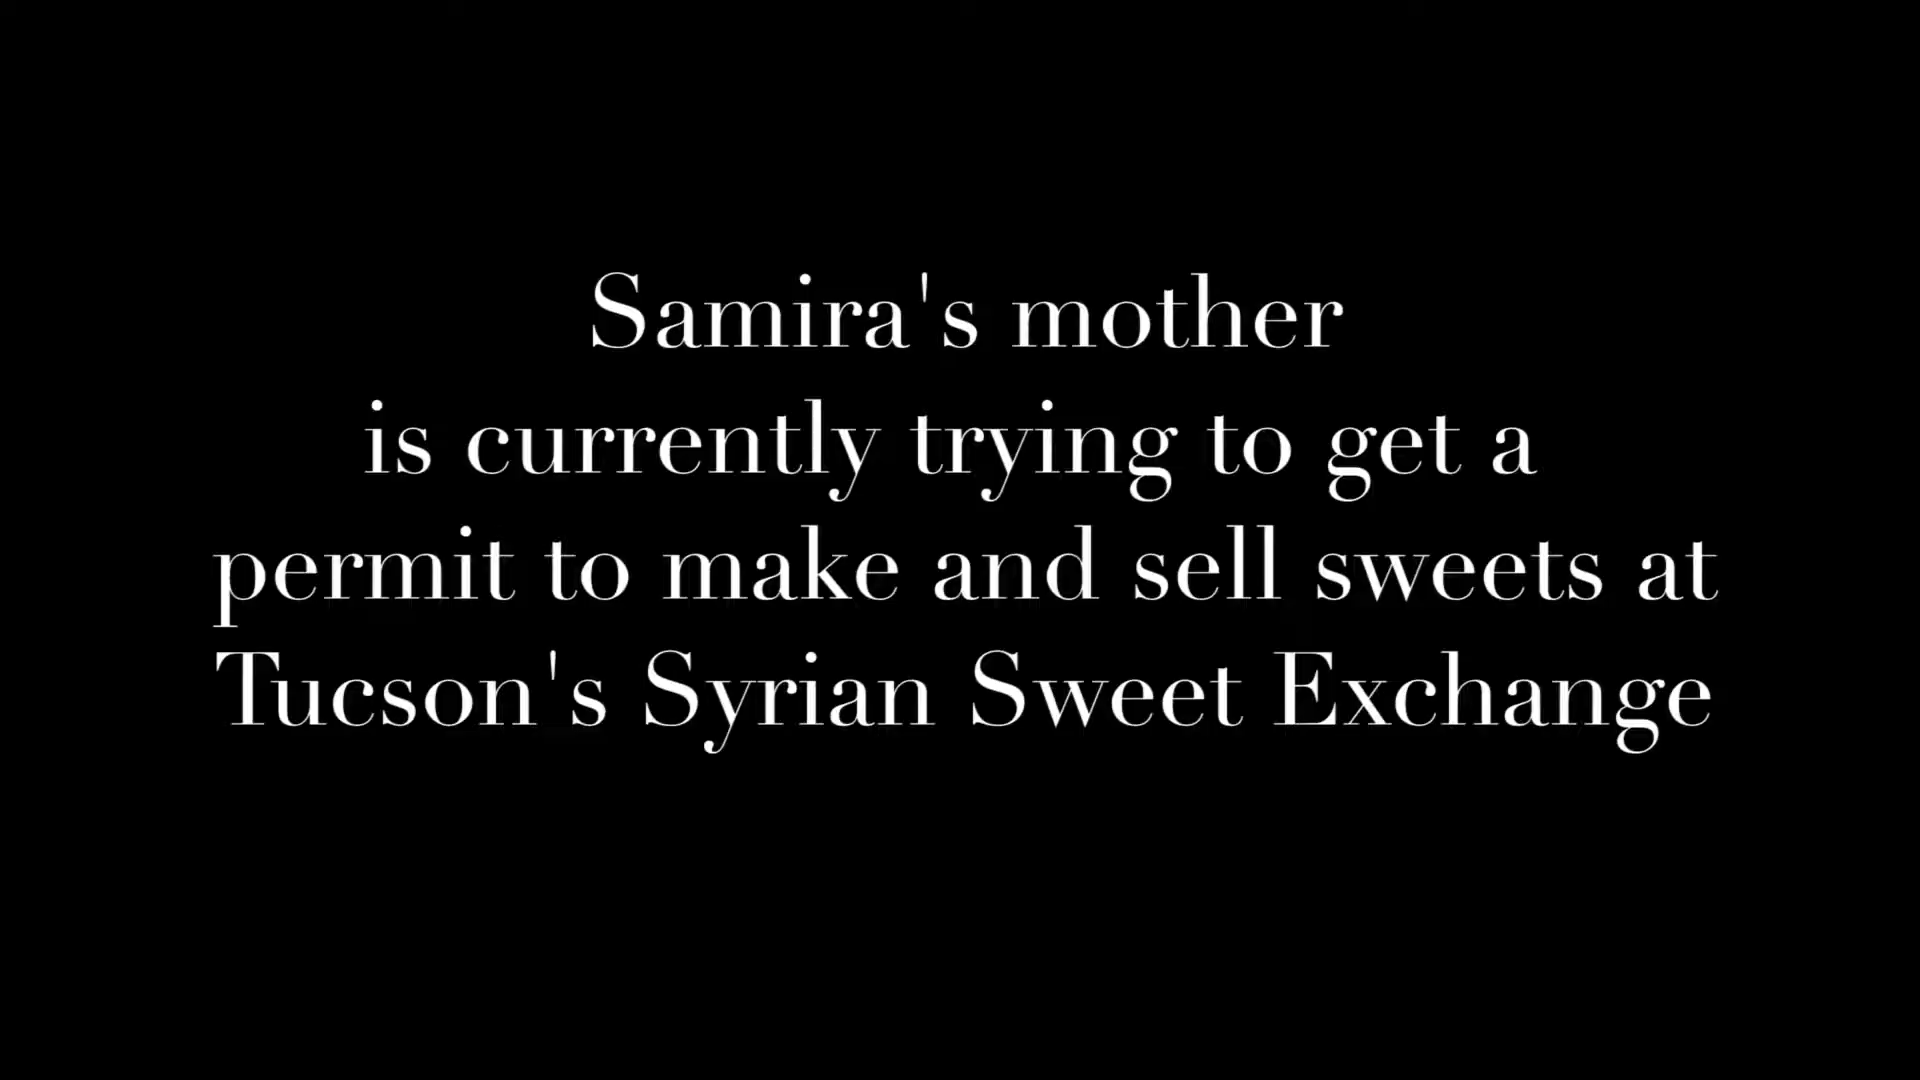 Samira's mother
is currently trying to get a
permit to make and sell sweets at
Tucson's Syrian Sweet Exchange